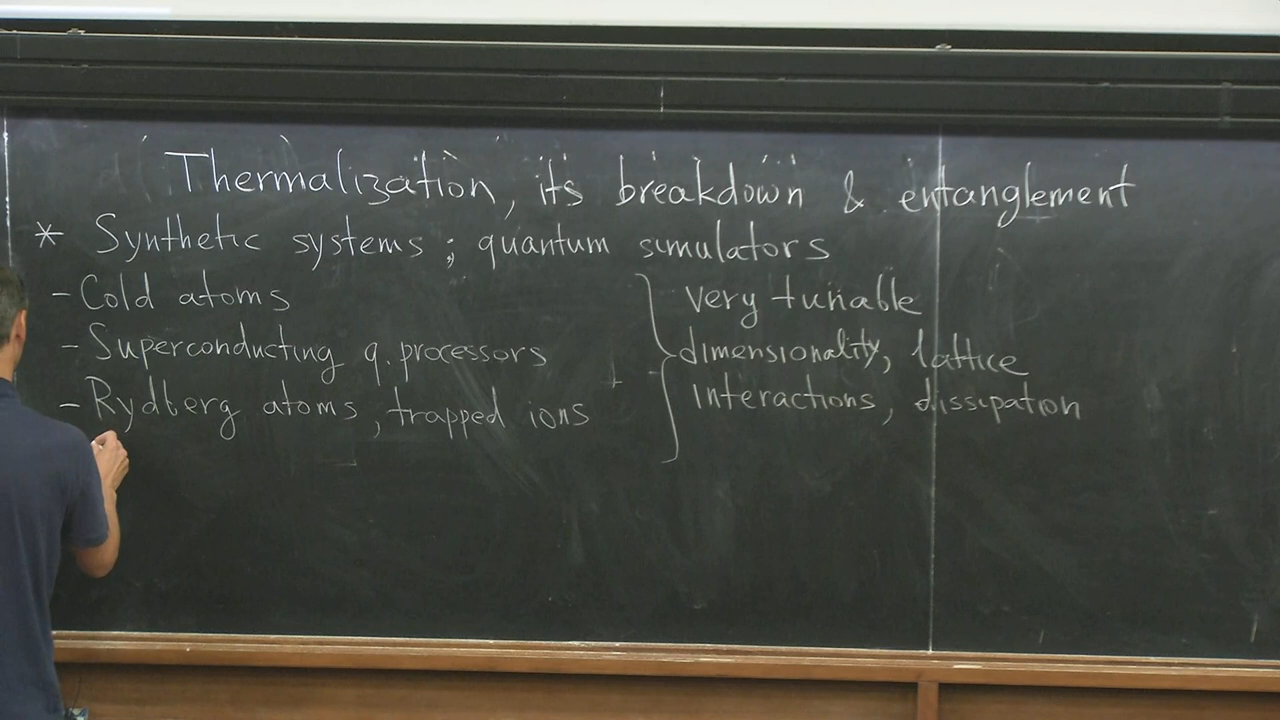 Thermalization, its breakdown & entanglement
* Synthetic systems ; quantum simulators
- Cold atoms
- Superconducting q. processors
- Rydberg atoms, trapped ions
very tunable
dimensionality, lattice
interactions, dissipation